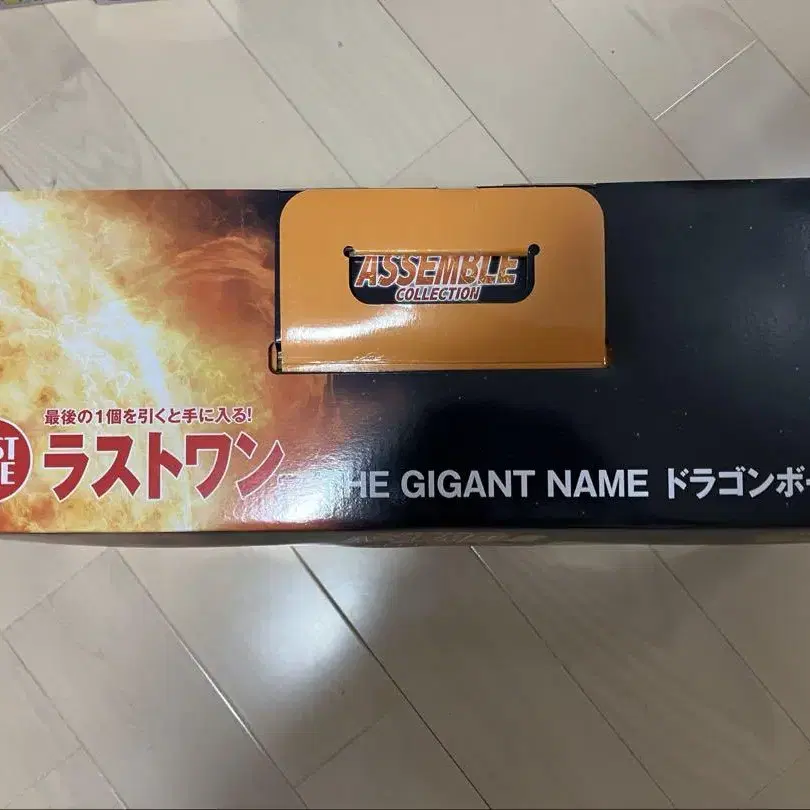 ASSEMBLE
COLLECTION
最後の1個を引くと手に入る!
ラストワン
THE GIGANT NAME ドラゴンボー